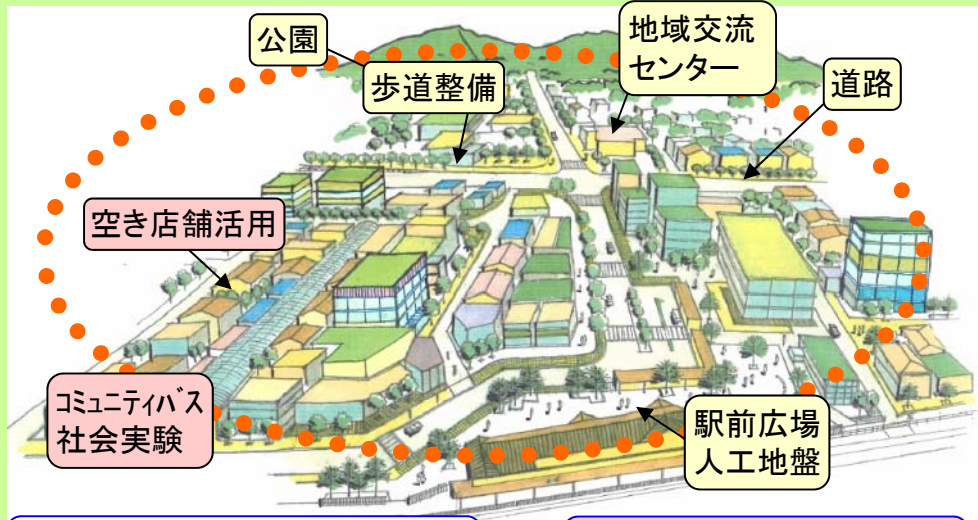 公園
地域交流
センター
歩道整備
道路
空き店舗活用
コミュニティバス
社会実験
駅前広場
人工地盤